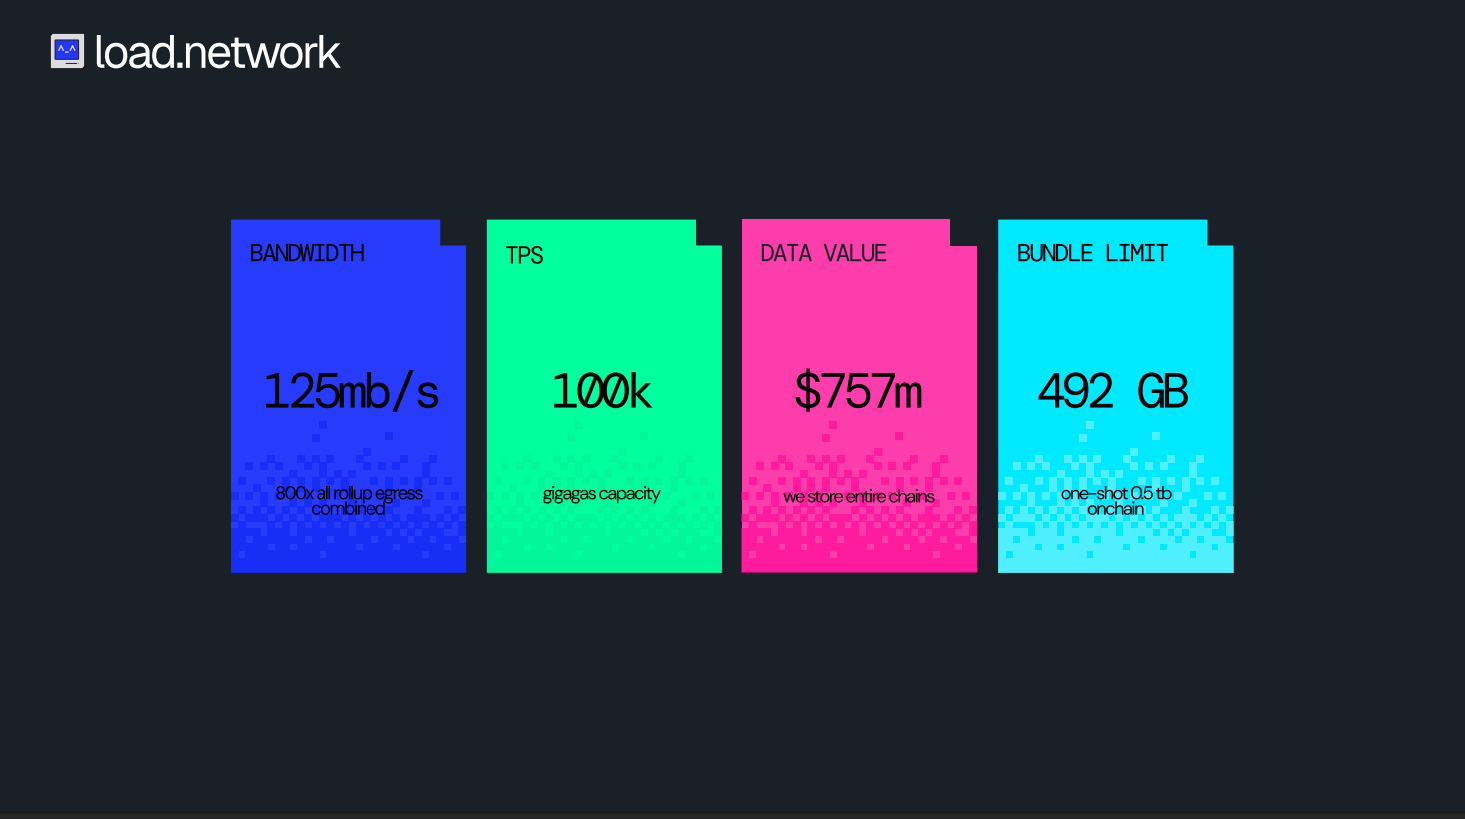 load.network
BANDWIDTH
125mb/s
800x all rollup egress
combined
TPS
100k
gigagas capacity
DATA VALUE
$757m
we store entire chains
BUNDLE LIMIT
492 GB
one-shot 0.5 tb
onchain